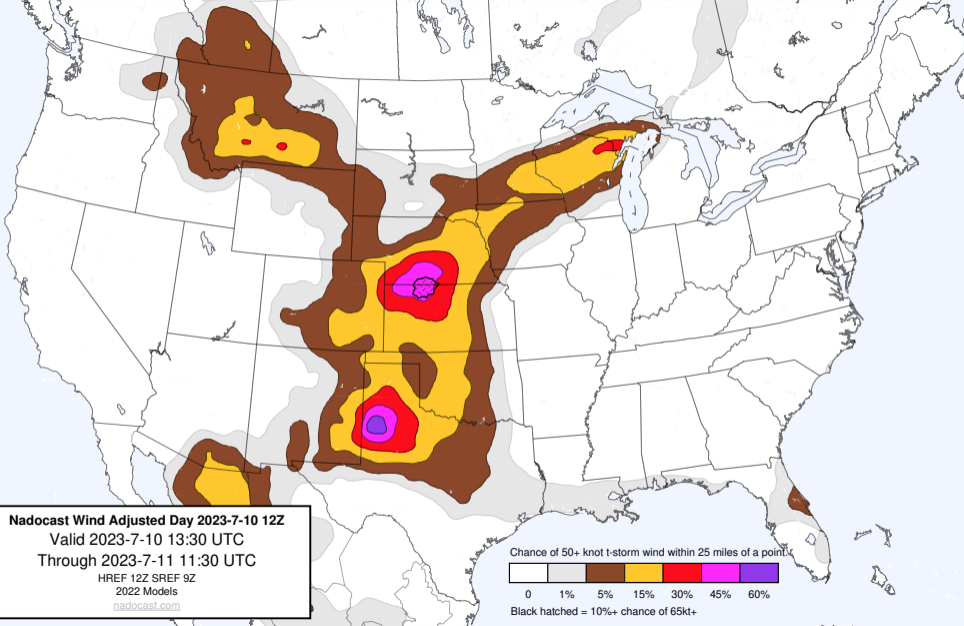 Nadocast Wind Adjusted Day 2023-7-10 12Z
Valid 2023-7-10 13:30 UTC
Through 2023-7-11 11:30 UTC
HREF 12Z SREF 9Z
2022 Models
nadocast.com
Chance of 50+ knot t-storm wind within 25 miles of a point.
0 1% 5% 15% 30% 45% 60%
Black hatched = 10%+ chance of 65kt+